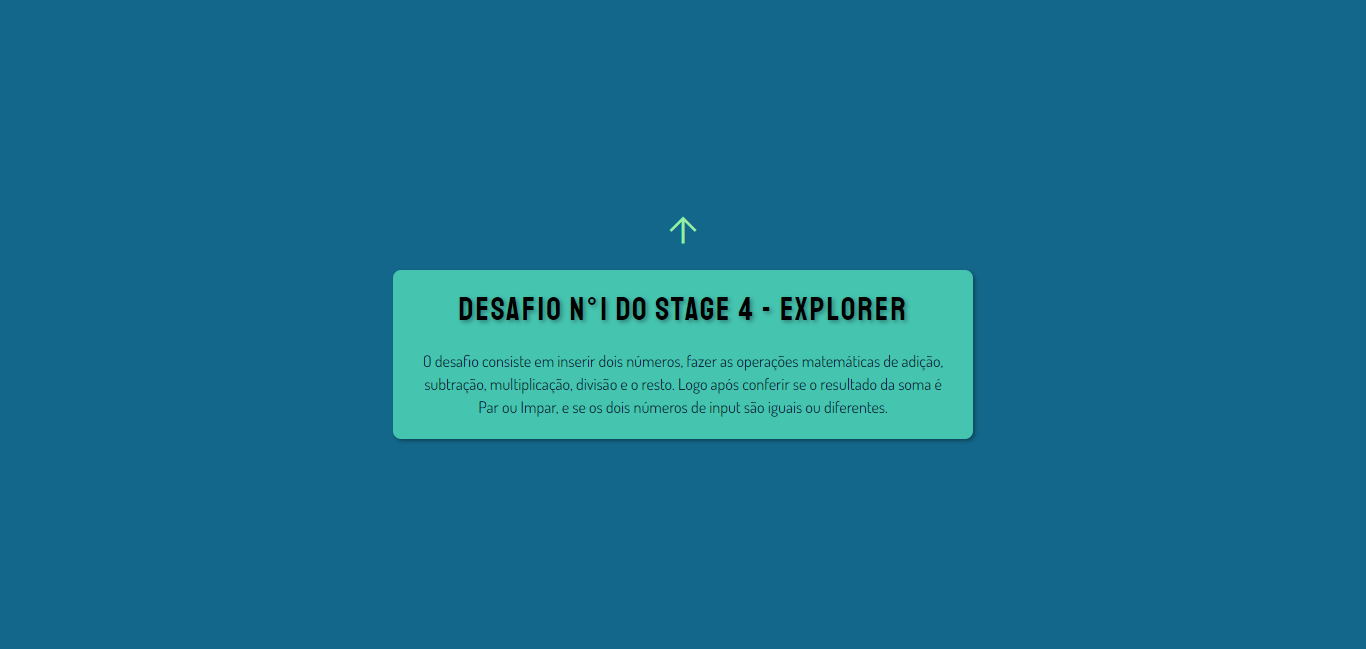 DESAFIO N°1 DO STAGE 4 - EXPLORER
O desafio consiste em inserir dois números, fazer as operações matemáticas de adição,
subtração, multiplicação, divisão e o resto. Logo após conferir se o resultado da soma é
Par ou Impar, e se os dois números de input são iguais ou diferentes.